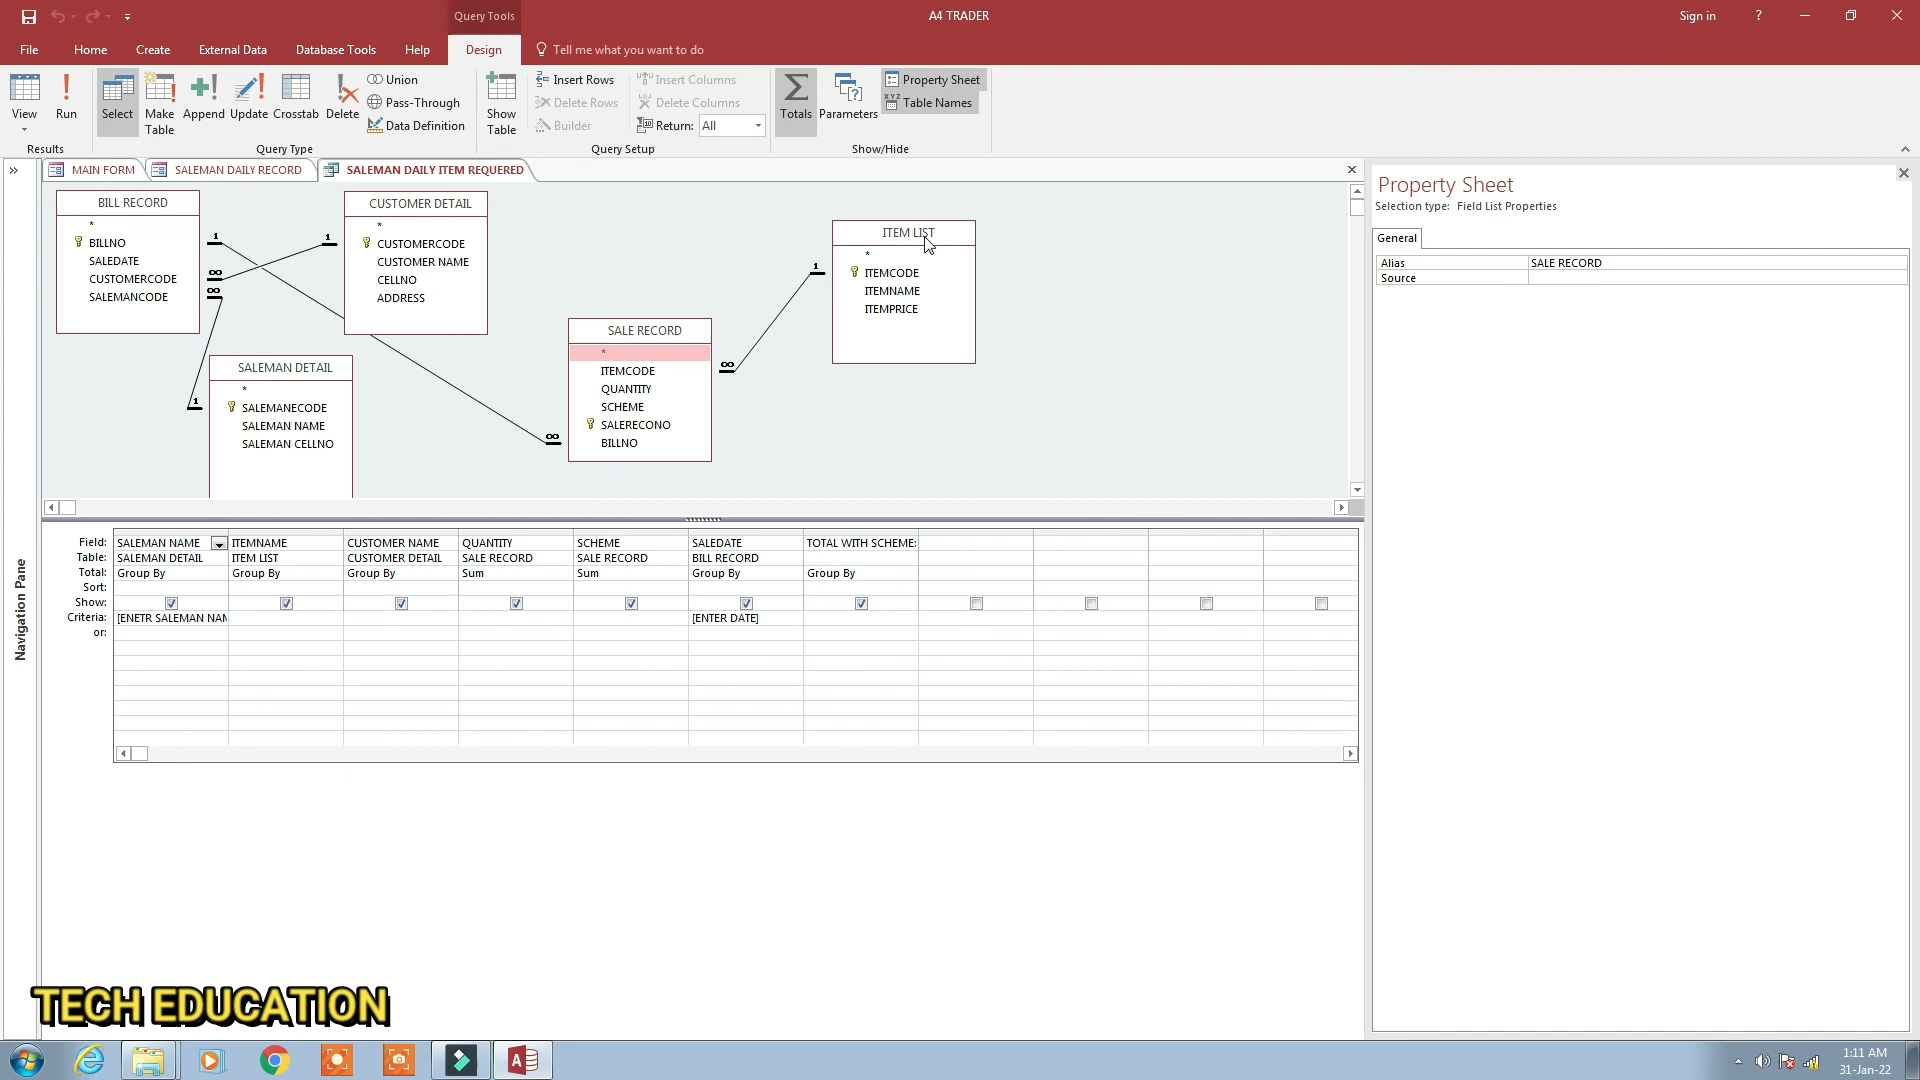 Query Tools
A4 TRADER
Sign in
?
File
Home
Create
External Data
Database Tools
Help
Design
Tell me what you want to do
View
Run
Select
Make Table
Append
Update
Crosstab
Delete
Union
Pass-Through
Data Definition
Show Table
Insert Rows
Delete Rows
Builder
Insert Columns
Delete Columns
Return: All
Totals
Parameters
Property Sheet
Table Names
Results
Query Type
Query Setup
Show/Hide
MAIN FORM
SALEMAN DAILY RECORD
SALEMAN DAILY ITEM REQUERED
Navigation Pane
BILL RECORD
*
BILLNO
SALEDATE
CUSTOMERCODE
SALEMANCODE
1
∞
∞
CUSTOMER DETAIL
*
CUSTOMERCODE
CUSTOMER NAME
CELLNO
ADDRESS
1
SALEMAN DETAIL
*
SALEMANECODE
SALEMAN NAME
SALEMAN CELLNO
1
SALE RECORD
*
ITEMCODE
QUANTITY
SCHEME
SALERECONO
BILLNO
∞
∞
ITEM LIST
*
ITEMCODE
ITEMNAME
ITEMPRICE
1
Field: SALEMAN NAME ITEMNAME CUSTOMER NAME QUANTITY SCHEME SALEDATE TOTAL WITH SCHEME:
Table: SALEMAN DETAIL ITEM LIST CUSTOMER DETAIL SALE RECORD SALE RECORD BILL RECORD
Total: Group By Group By Group By Sum Sum Group By Group By
Sort:
Show:
Criteria: [ENETR SALEMAN NAM [ENTER DATE]
or:
Property Sheet
Selection type: Field List Properties
General
Alias SALE RECORD
Source
TECH EDUCATION
1:11 AM
31-Jan-22